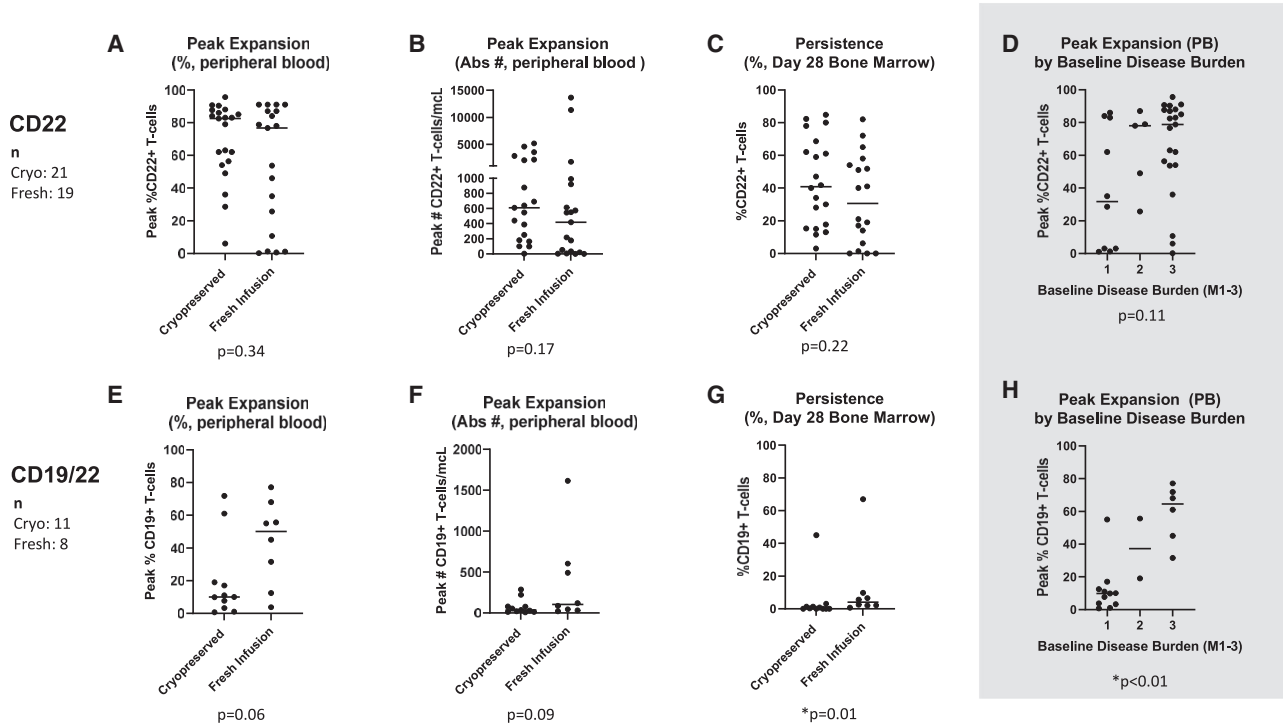 A
Peak Expansion
(%, peripheral blood)
Peak %CD22+ T-cells
100
80
60
40
20
0
Cryopreserved
Fresh Infusion
p=0.34
B
Peak Expansion
(Abs #, peripheral blood )
Peak # CD22+ T-cells/mcL
15000
10000
5000
1000
800
600
400
200
0
Cryopreserved
Fresh Infusion
p=0.17
C
Persistence
(%, Day 28 Bone Marrow)
%CD22+ T-cells
100
80
60
40
20
0
Cryopreserved
Fresh Infusion
p=0.22
D
Peak Expansion (PB)
by Baseline Disease Burden
Peak %CD22+ T-cells
100
80
60
40
20
0
1 2 3
Baseline Disease Burden (M1-3)
p=0.11
CD22
n
Cryo: 21
Fresh: 19
E
Peak Expansion
(%, peripheral blood)
Peak % CD19+ T-cells
100
80
60
40
20
0
Cryopreserved
Fresh Infusion
p=0.06
F
Peak Expansion
(Abs #, peripheral blood)
Peak # CD19+ T-cells/mcL
2000
1500
1000
500
0
Cryopreserved
Fresh Infusion
p=0.09
G
Persistence
(%, Day 28 Bone Marrow)
%CD19+ T-cells
100
80
60
40
20
0
Cryopreserved
Fresh Infusion
*p=0.01
H
Peak Expansion (PB)
by Baseline Disease Burden
Peak % CD19+ T-cells
100
80
60
40
20
0
1 2 3
Baseline Disease Burden (M1-3)
*p<0.01
CD19/22
n
Cryo: 11
Fresh: 8